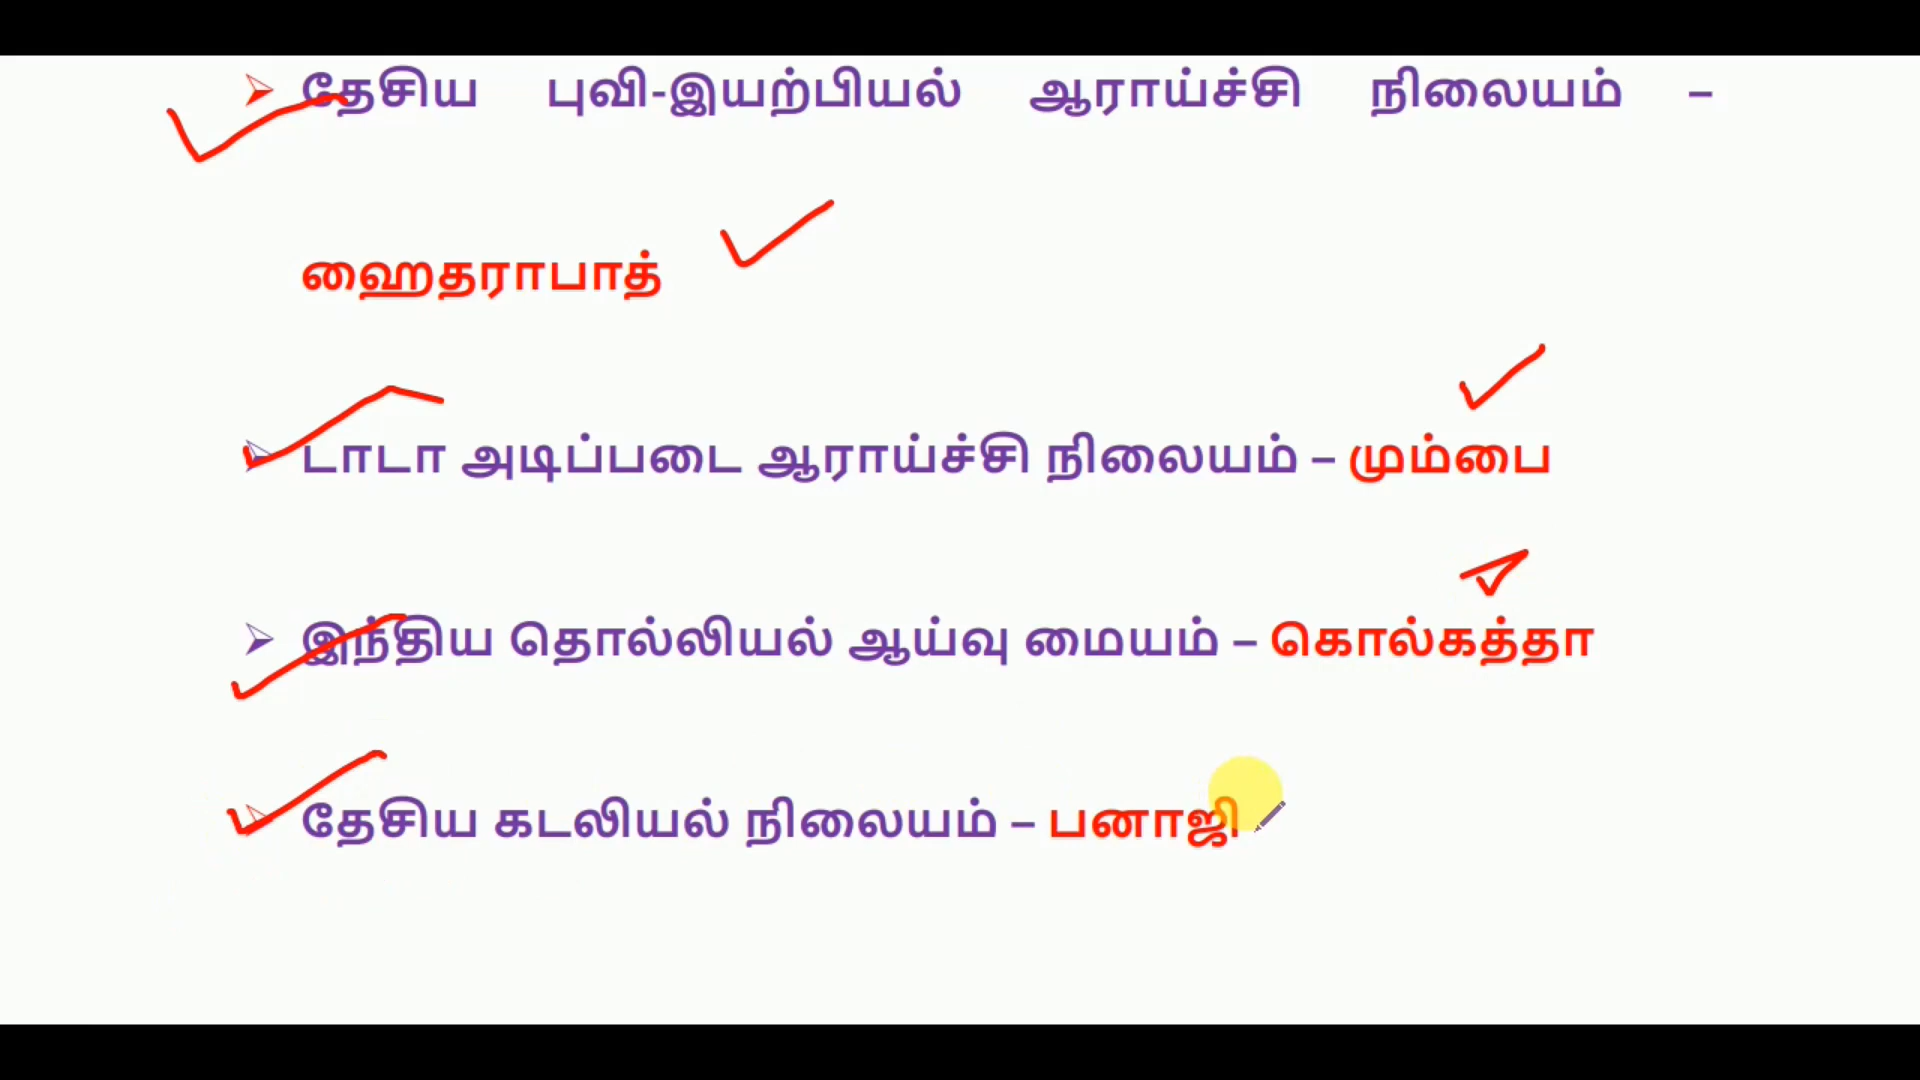 தேசிய புவி-இயற்பியல் ஆராய்ச்சி நிலையம் –
ஹைதராபாத்
டாடா அடிப்படை ஆராய்ச்சி நிலையம் – மும்பை
இந்திய தொல்லியல் ஆய்வு மையம் – கொல்கத்தா
தேசிய கடலியல் நிலையம் – பனாஜி